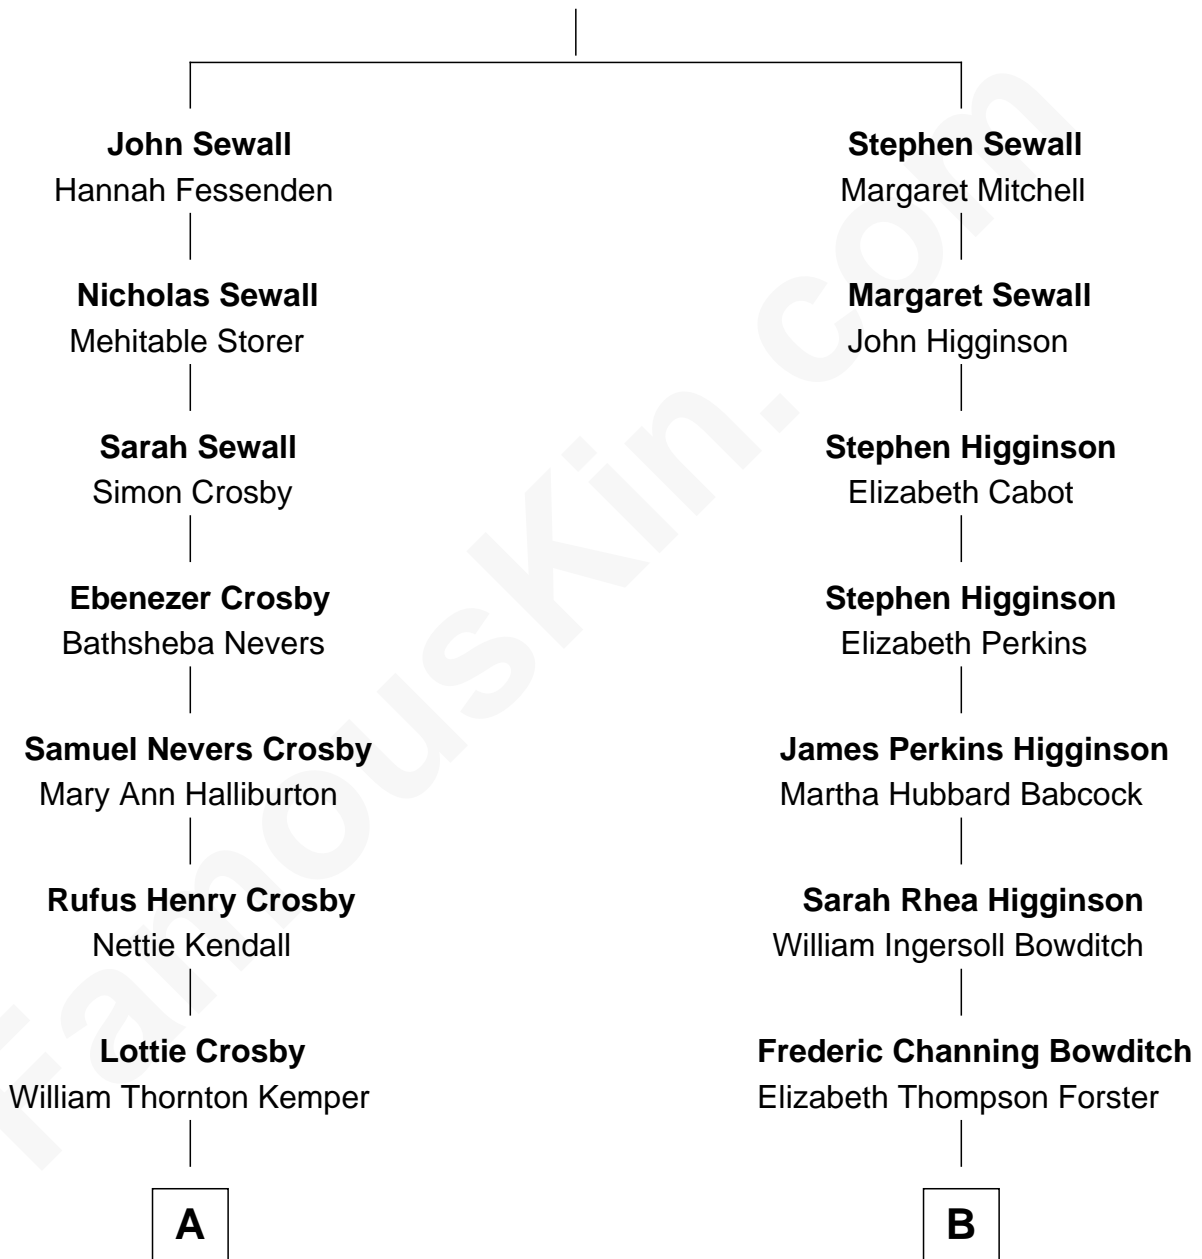 John Sewall
Hannah Fessenden
Nicholas Sewall
Mehitable Storer
Sarah Sewall
Simon Crosby
Ebenezer Crosby
Bathsheba Nevers
Samuel Nevers Crosby
Mary Ann Halliburton
Rufus Henry Crosby
Nettie Kendall
Lottie Crosby
William Thornton Kemper
A
Stephen Sewall
Margaret Mitchell
Margaret Sewall
John Higginson
Stephen Higginson
Elizabeth Cabot
Stephen Higginson
Elizabeth Perkins
James Perkins Higginson
Martha Hubbard Babcock
Sarah Rhea Higginson
William Ingersoll Bowditch
Frederic Channing Bowditch
Elizabeth Thompson Forster
B
FamousKin.com